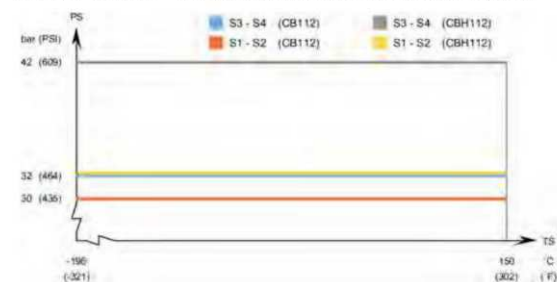 PS
bar (PSI)
S3 - S4 (CB112)
S3 - S4 (CBH112)
S1 - S2 (CB112)
S1 - S2 (CBH112)
42 (609)
32 (464)
30 (435)
TS
-196
150
°C
(-321)
(302)
(°F)